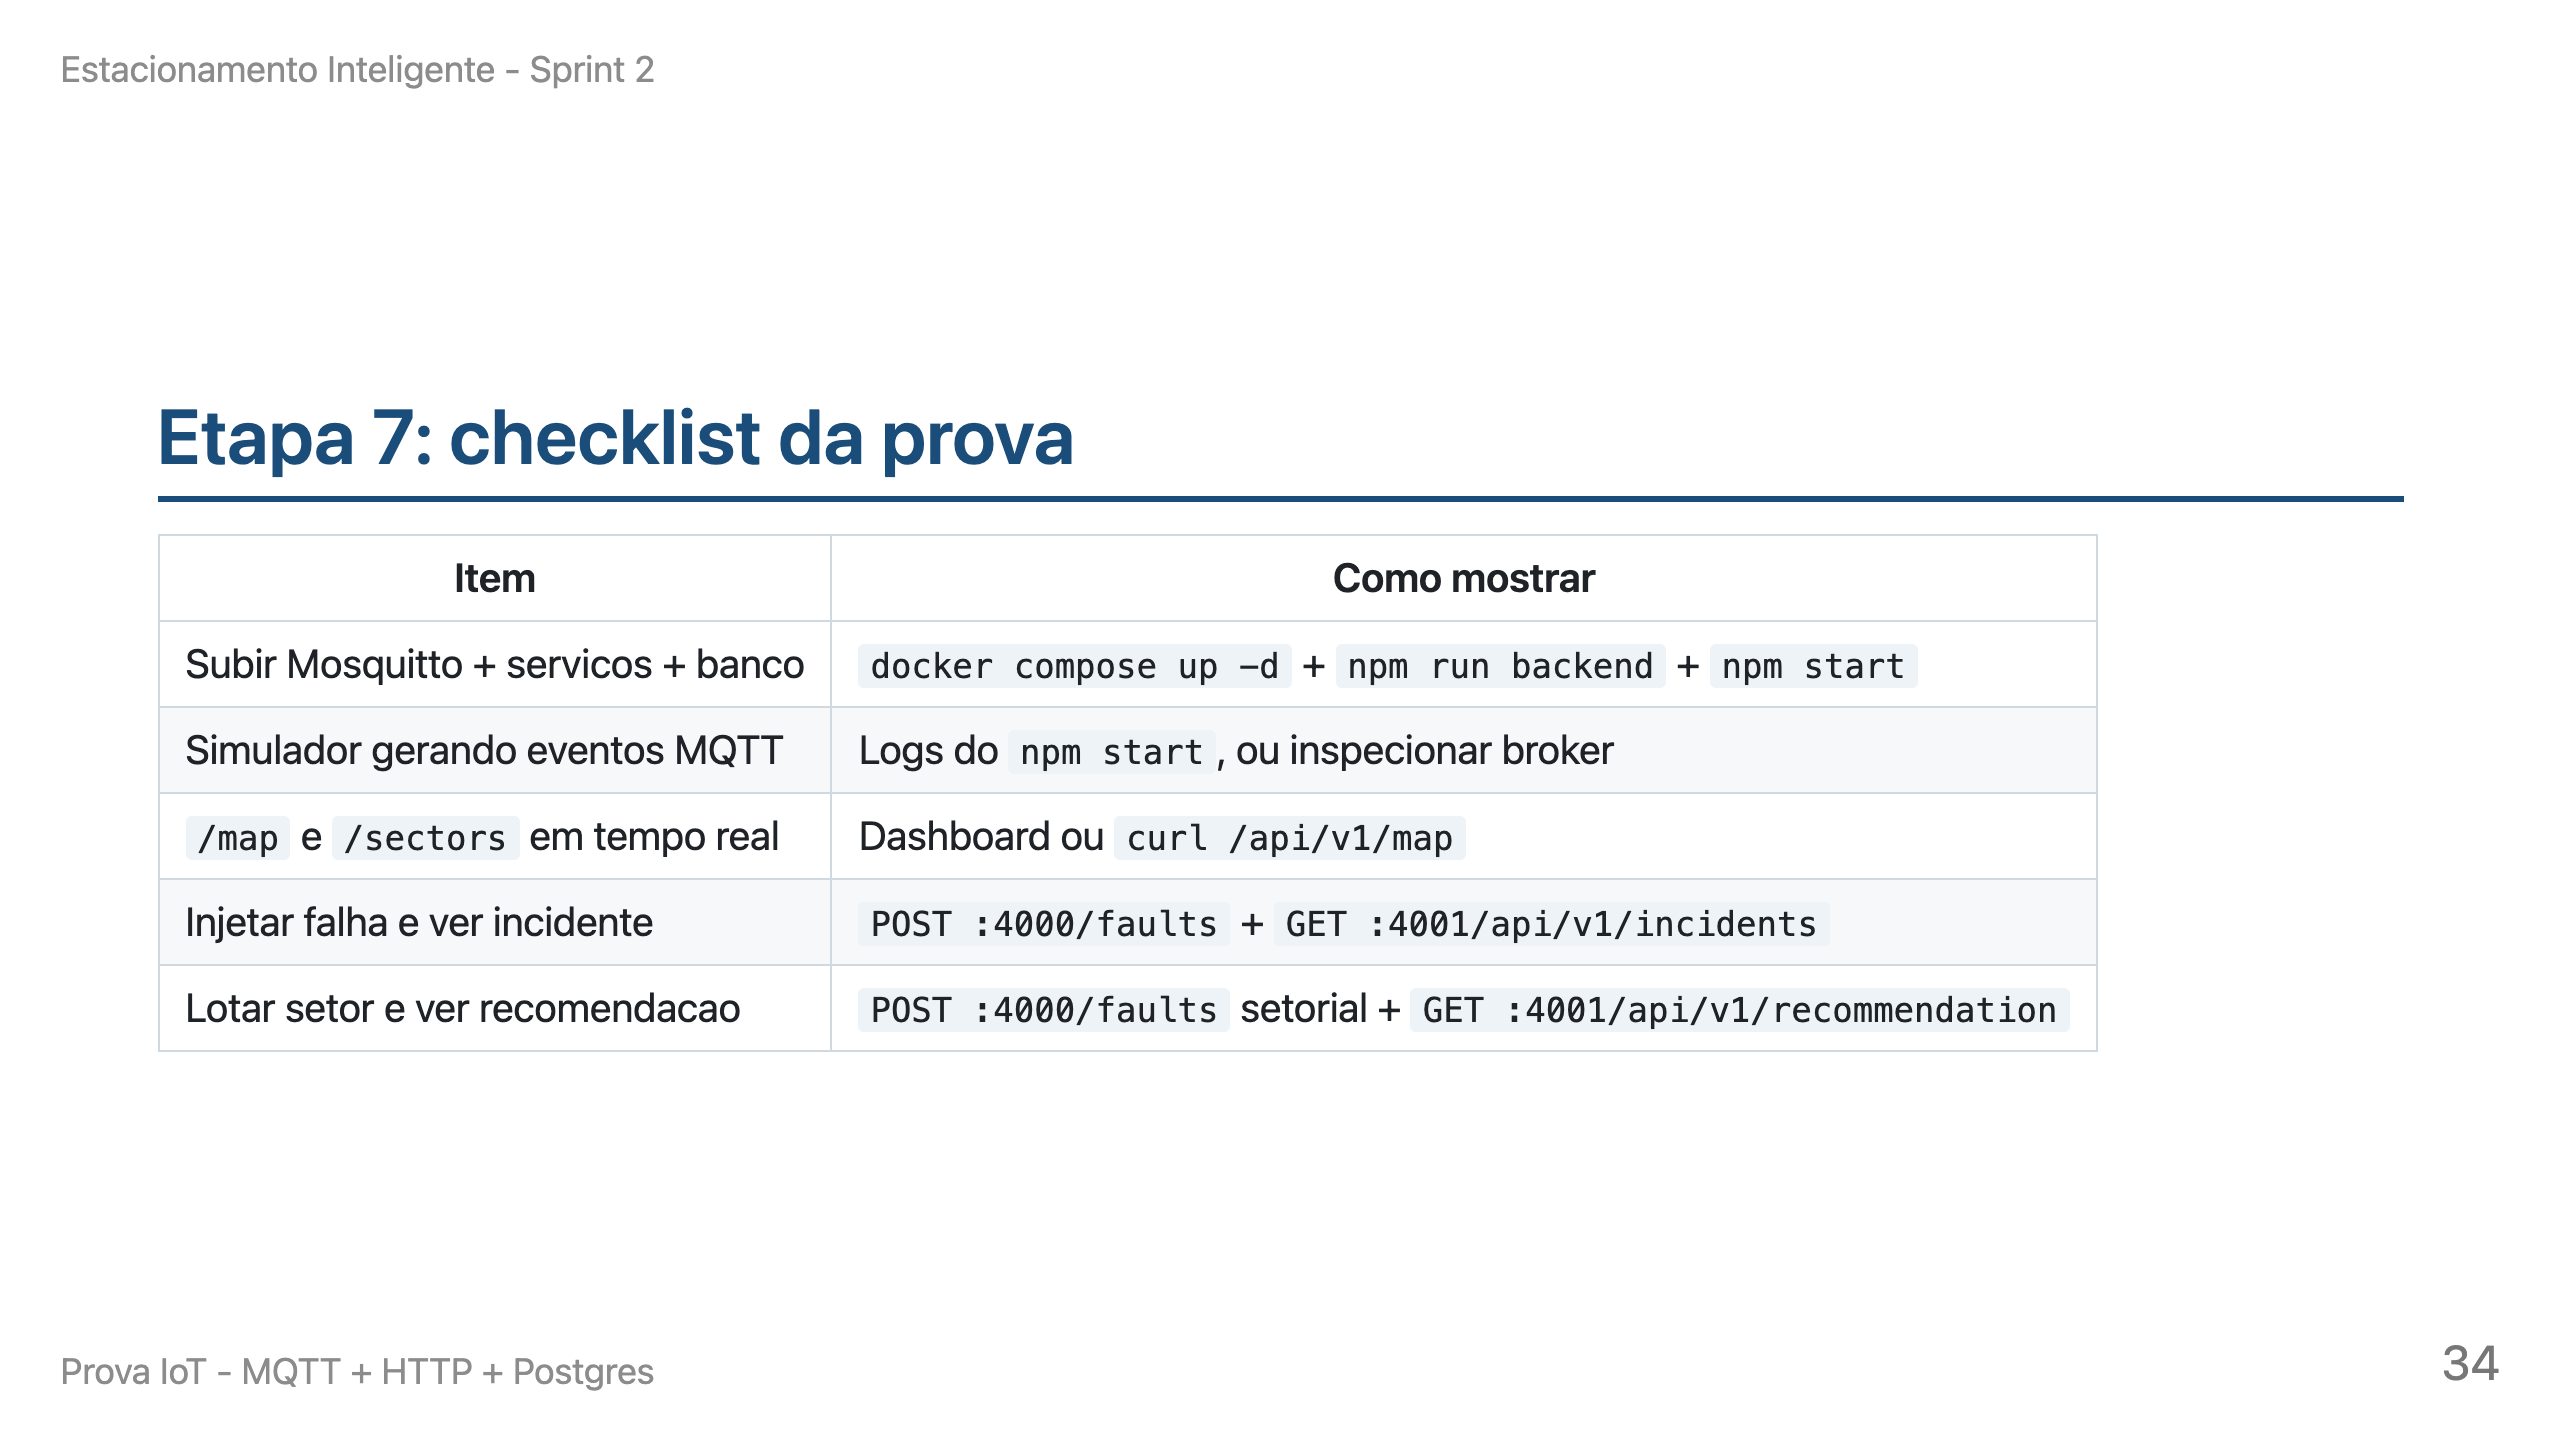 Estacionamento Inteligente - Sprint 2
Etapa 7: checklist da prova
Item Como mostrar
Subir Mosquitto + servicos + banco docker compose up -d + npm run backend + npm start
Simulador gerando eventos MQTT Logs do npm start, ou inspecionar broker
/map e /sectors em tempo real Dashboard ou curl /api/v1/map
Injetar falha e ver incidente POST :4000/faults + GET :4001/api/v1/incidents
Lotar setor e ver recomendacao POST :4000/faults setorial + GET :4001/api/v1/recommendation
Prova IoT - MQTT + HTTP + Postgres
34